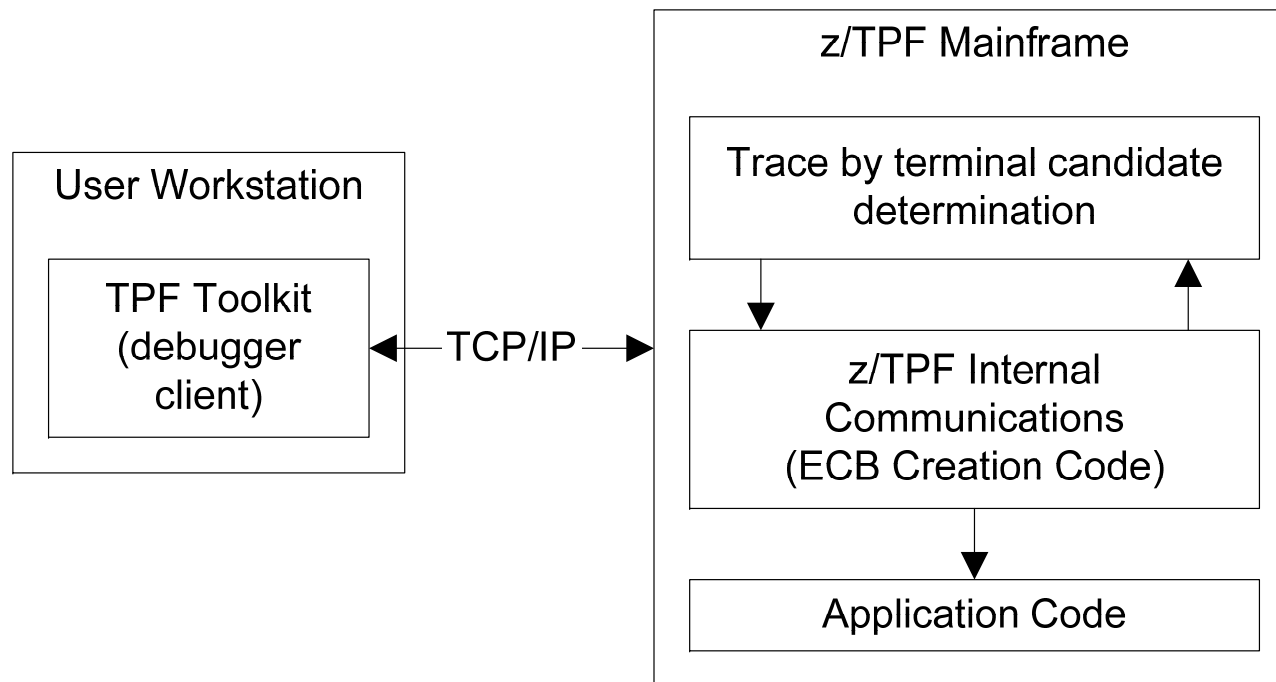 z/TPF Mainframe
User Workstation
TPF Toolkit
(debugger
client)
TCP/IP
Trace by terminal candidate
determination
z/TPF Internal
Communications
(ECB Creation Code)
Application Code